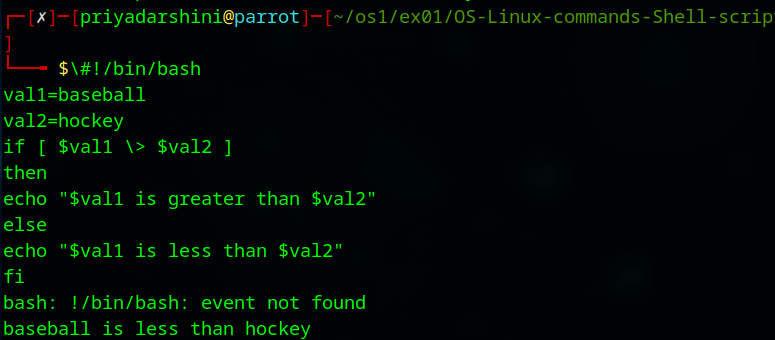 ┌─[✗]─[priyadarshini@parrot]─[~/os1/ex01/OS-Linux-commands-Shell-scrip
]
└──╼ $\#!/bin/bash
val1=baseball
val2=hockey
if [ $val1 \> $val2 ]
then
echo "$val1 is greater than $val2"
else
echo "$val1 is less than $val2"
fi
bash: !/bin/bash: event not found
baseball is less than hockey